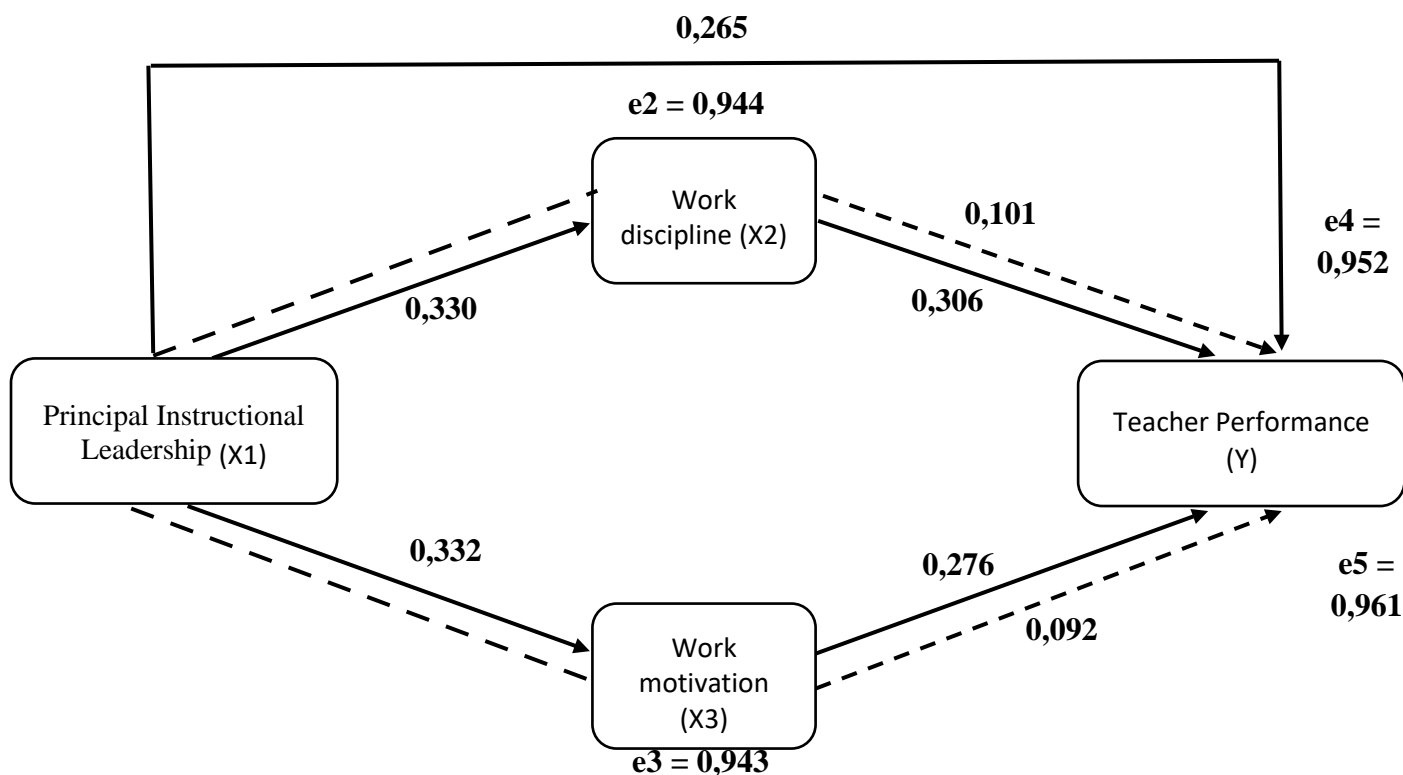 0,265
e2 = 0,944
Work
discipline (X2)
0,101
e4 =
0,952
0,330
0,306
Principal Instructional
Leadership (X1)
Teacher Performance
(Y)
0,332
0,276
e5 =
0,961
0,092
Work
motivation
(X3)
e3 = 0,943